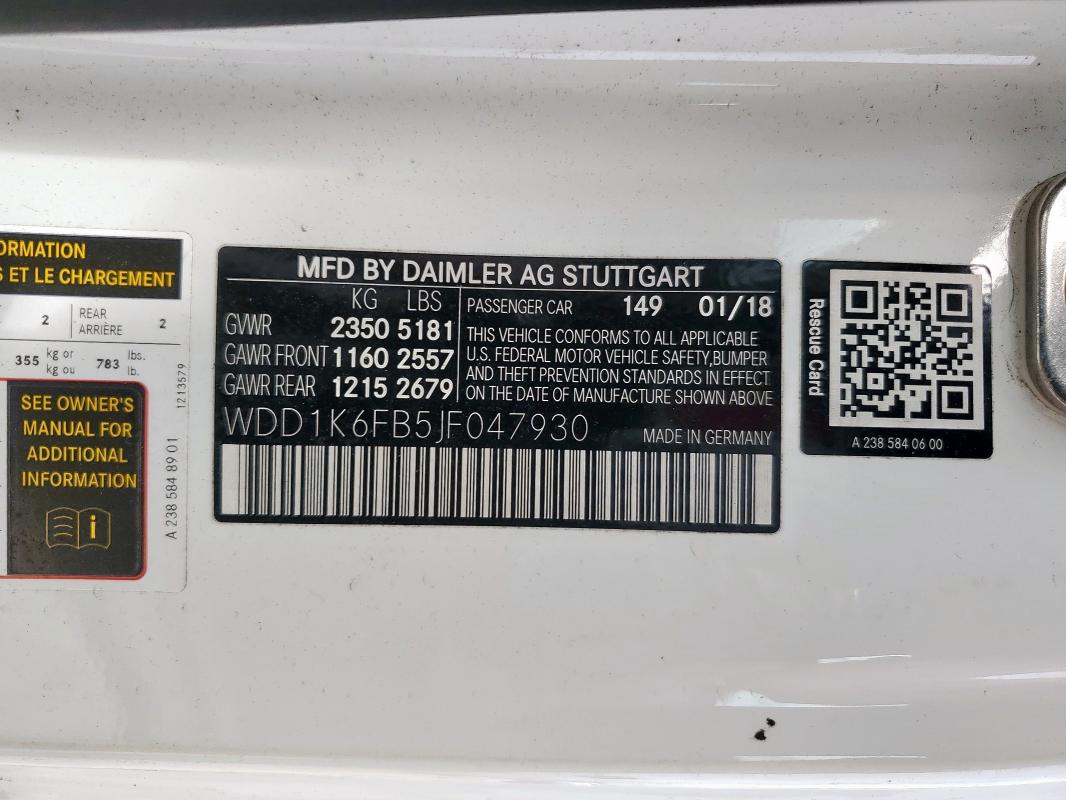 ORMATION
S ET LE CHARGEMENT
2 REAR ARRIÈRE 2
355 kg or kg ou 783 lbs. lb.
SEE OWNER'S
MANUAL FOR
ADDITIONAL
INFORMATION
i
A 238 584 89 01
1213579
MFD BY DAIMLER AG STUTTGART
KG LBS
GVWR 2350 5181
GAWR FRONT 1160 2557
GAWR REAR 1215 2679
PASSENGER CAR 149 01/18
THIS VEHICLE CONFORMS TO ALL APPLICABLE
U.S. FEDERAL MOTOR VEHICLE SAFETY,BUMPER
AND THEFT PREVENTION STANDARDS IN EFFECT
ON THE DATE OF MANUFACTURE SHOWN ABOVE
WDD1K6FB5JF047930
MADE IN GERMANY
Rescue Card
A 238 584 06 00